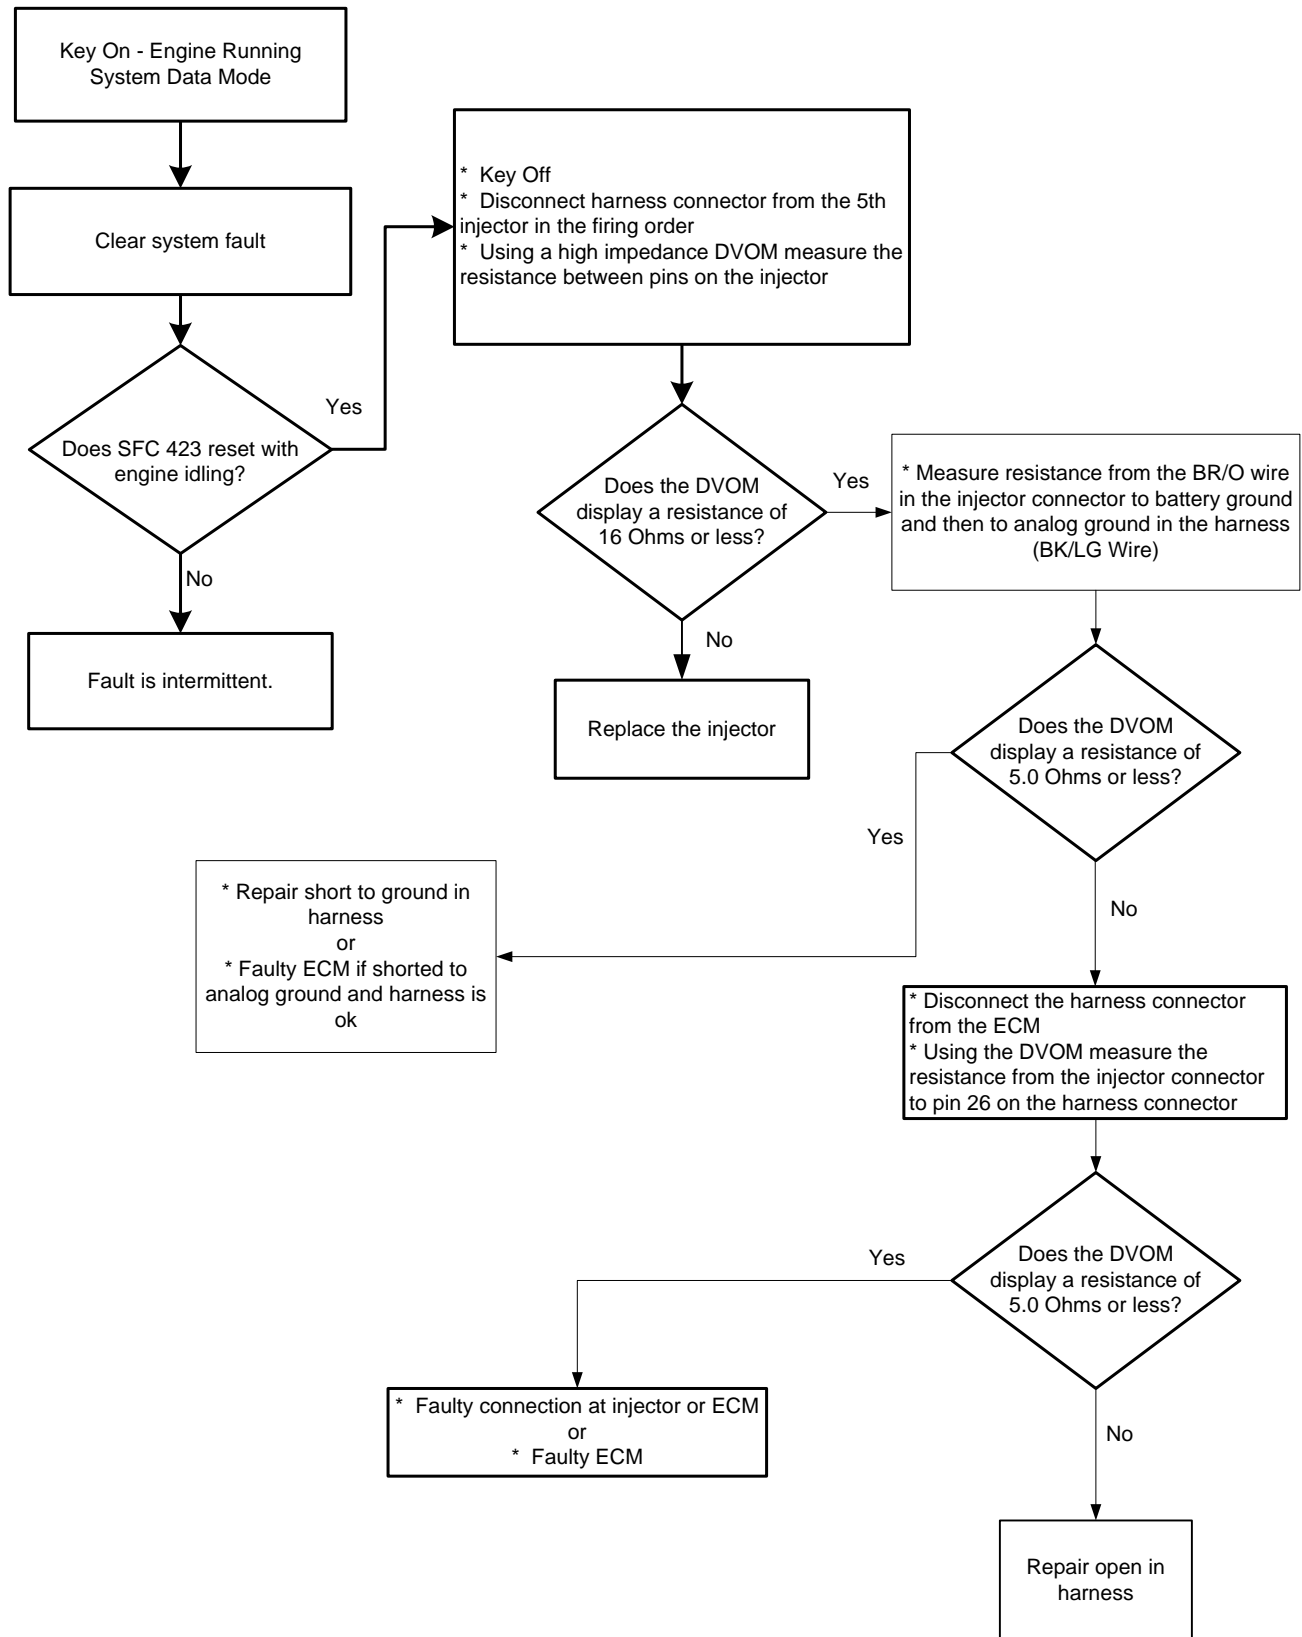 Key On - Engine Running
System Data Mode
Clear system fault
Does SFC 423 reset with
engine idling?
Yes
No
Fault is intermittent.
* Key Off
* Disconnect harness connector from the 5th
injector in the firing order
* Using a high impedance DVOM measure the
resistance between pins on the injector
Does the DVOM
display a resistance of
16 Ohms or less?
Yes
No
Replace the injector
* Measure resistance from the BR/O wire
in the injector connector to battery ground
and then to analog ground in the harness
(BK/LG Wire)
Does the DVOM
display a resistance of
5.0 Ohms or less?
Yes
No
* Repair short to ground in
harness
or
* Faulty ECM if shorted to
analog ground and harness is
ok
* Disconnect the harness connector
from the ECM
* Using the DVOM measure the
resistance from the injector connector
to pin 26 on the harness connector
Does the DVOM
display a resistance of
5.0 Ohms or less?
Yes
No
* Faulty connection at injector or ECM
or
* Faulty ECM
Repair open in
harness